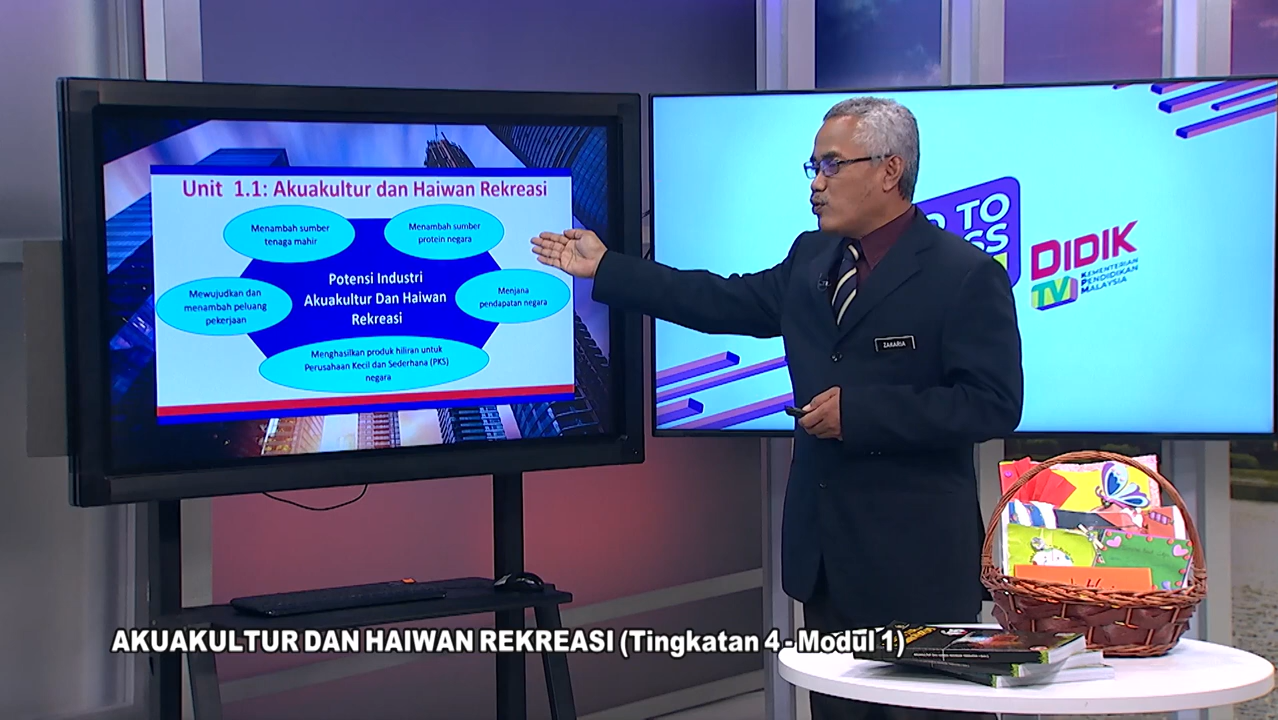 Unit 1.1: Akuakultur dan Haiwan Rekreasi
Menambah sumber
tenaga mahir
Menambah sumber
protein negara
Potensi Industri
Akuakultur Dan Haiwan
Rekreasi
Mewujudkan dan
menambah peluang
pekerjaan
Menjana
pendapatan negara
Menghasilkan produk hiliran untuk
Perusahaan Kecil dan Sederhana (PKS)
negara
TO
SS
DIDIK
TV
KEMENTERIAN
PENDIDIKAN
MALAYSIA
ZAKARIA
AKUAKULTUR DAN HAIWAN REKREASI (Tingkatan 4 - Modul 1)